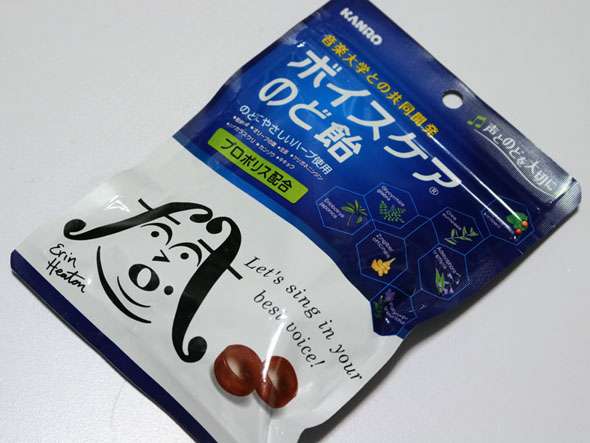 KANRO
音楽大学との共同開発
ボイスケア®
のど飴
♫声とのどを大切に
のどにやさしいハーブ使用
プロポリス配合
Let's sing in your
best voice!
Erin
Heaton